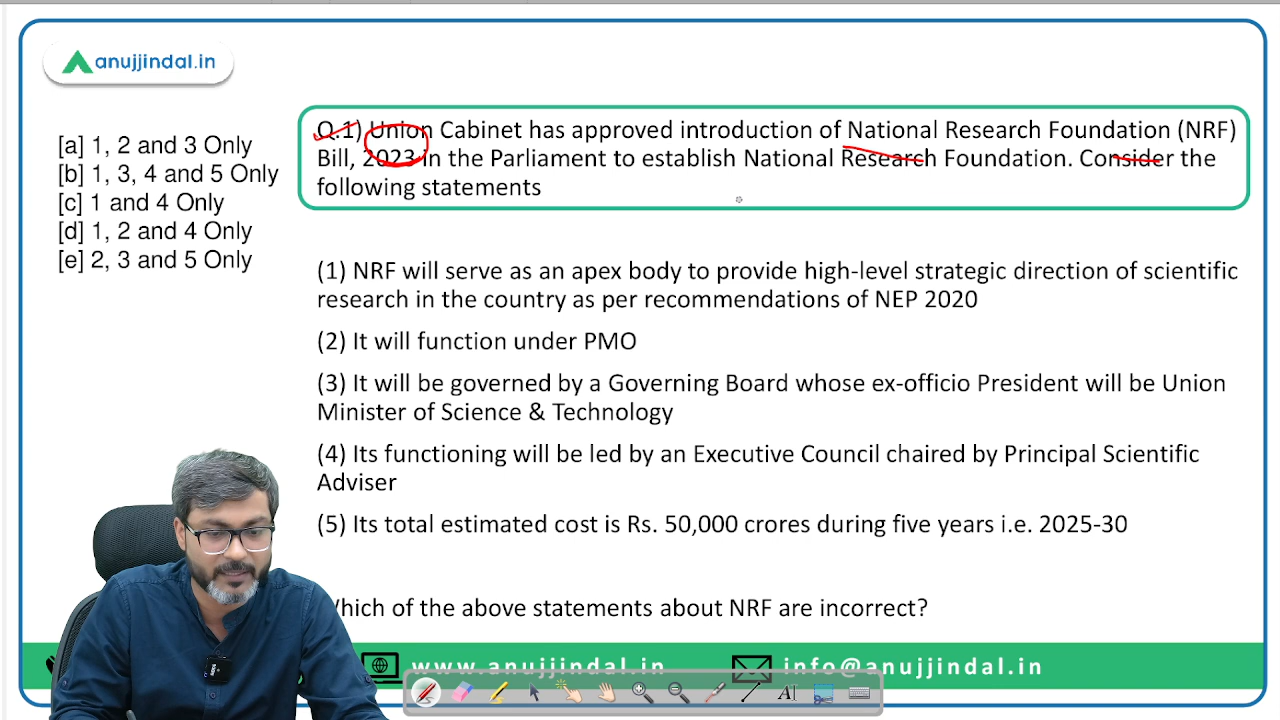 anujjindal.in
[a] 1, 2 and 3 Only
[b] 1, 3, 4 and 5 Only
[c] 1 and 4 Only
[d] 1, 2 and 4 Only
[e] 2, 3 and 5 Only
Q.1) Union Cabinet has approved introduction of National Research Foundation (NRF)
Bill, 2023 in the Parliament to establish National Research Foundation. Consider the
following statements
(1) NRF will serve as an apex body to provide high-level strategic direction of scientific
research in the country as per recommendations of NEP 2020
(2) It will function under PMO
(3) It will be governed by a Governing Board whose ex-officio President will be Union
Minister of Science & Technology
(4) Its functioning will be led by an Executive Council chaired by Principal Scientific
Adviser
(5) Its total estimated cost is Rs. 50,000 crores during five years i.e. 2025-30
Which of the above statements about NRF are incorrect?
www.anujjindal.in
info@anujjindal.in